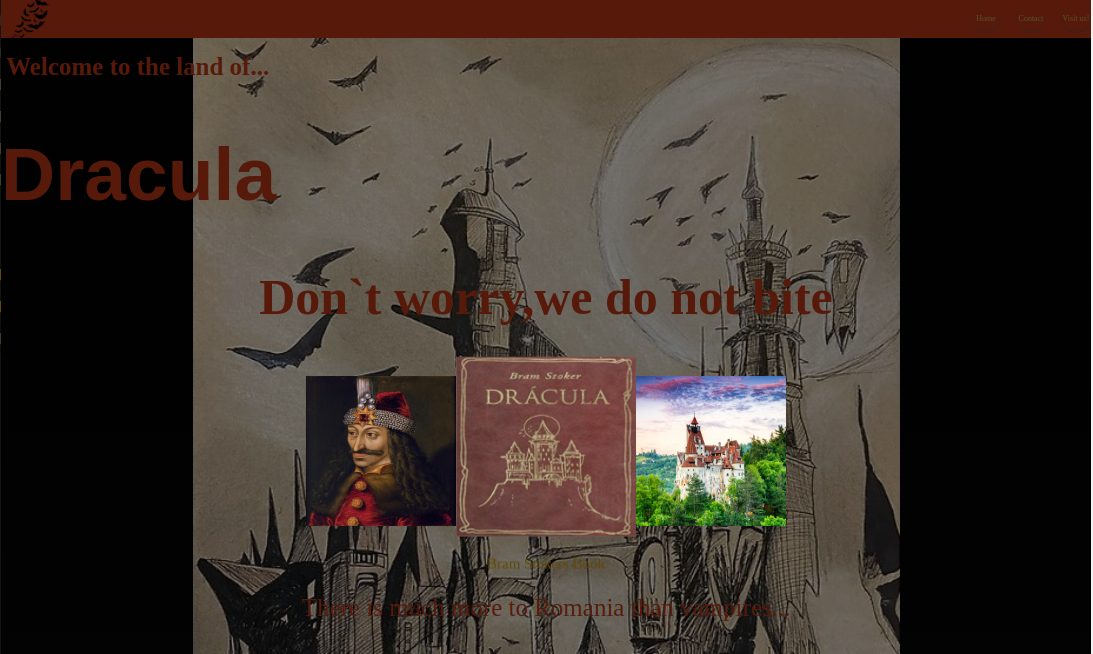 Home Contact Visit us!
Welcome to the land of...
Dracula
Don`t worry,we do not bite
Bram Stoker
DRÁCULA
Bram Stokers Book
There is much more to Romania than vampires...